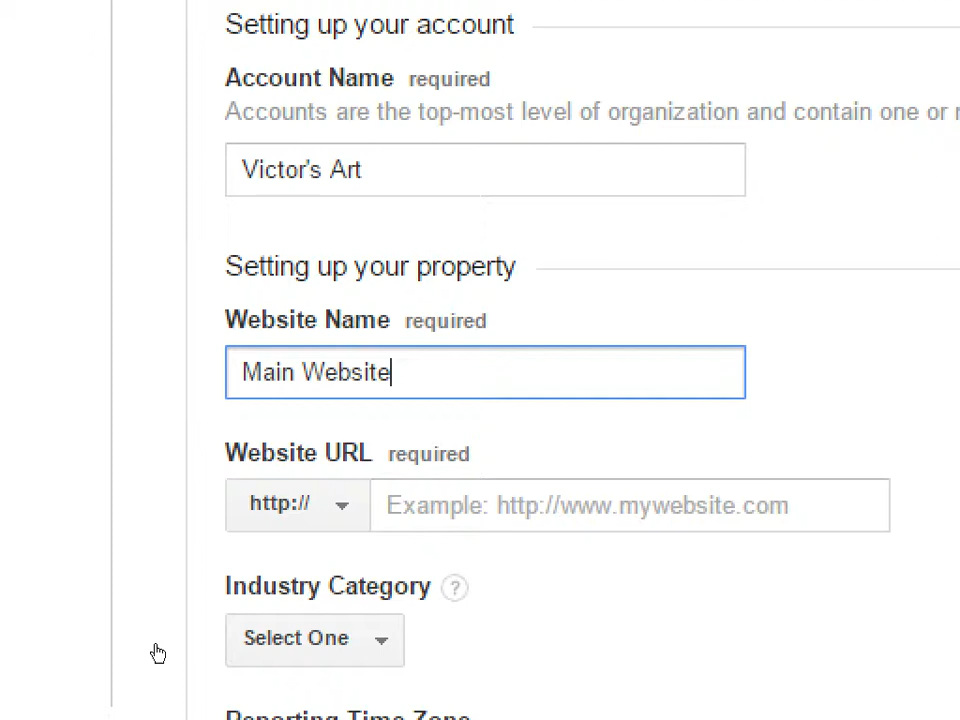 Setting up your account
Account Name required
Accounts are the top-most level of organization and contain one or
Victor's Art
Setting up your property
Website Name required
Main Website
Website URL required
http:// Example: http://www.mywebsite.com
Industry Category ?
Select One
Reporting Time Zone